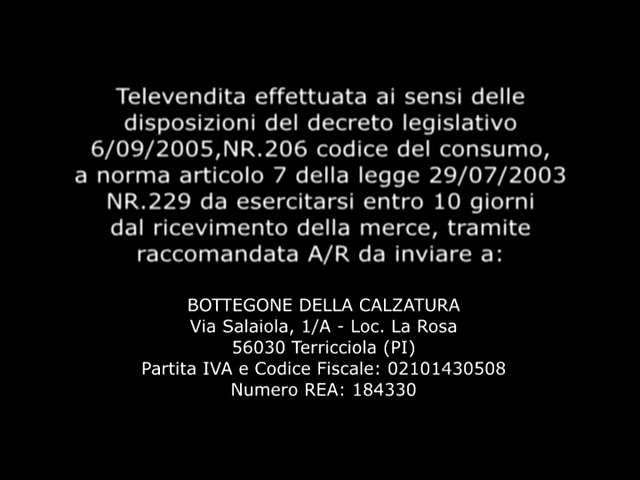 Televendita effettuata ai sensi delle
disposizioni del decreto legislativo
6/09/2005,NR.206 codice del consumo,
a norma articolo 7 della legge 29/07/2003
NR.229 da esercitarsi entro 10 giorni
dal ricevimento della merce, tramite
raccomandata A/R da inviare a:
BOTTEGONE DELLA CALZATURA
Via Salaiola, 1/A - Loc. La Rosa
56030 Terricciola (PI)
Partita IVA e Codice Fiscale: 02101430508
Numero REA: 184330